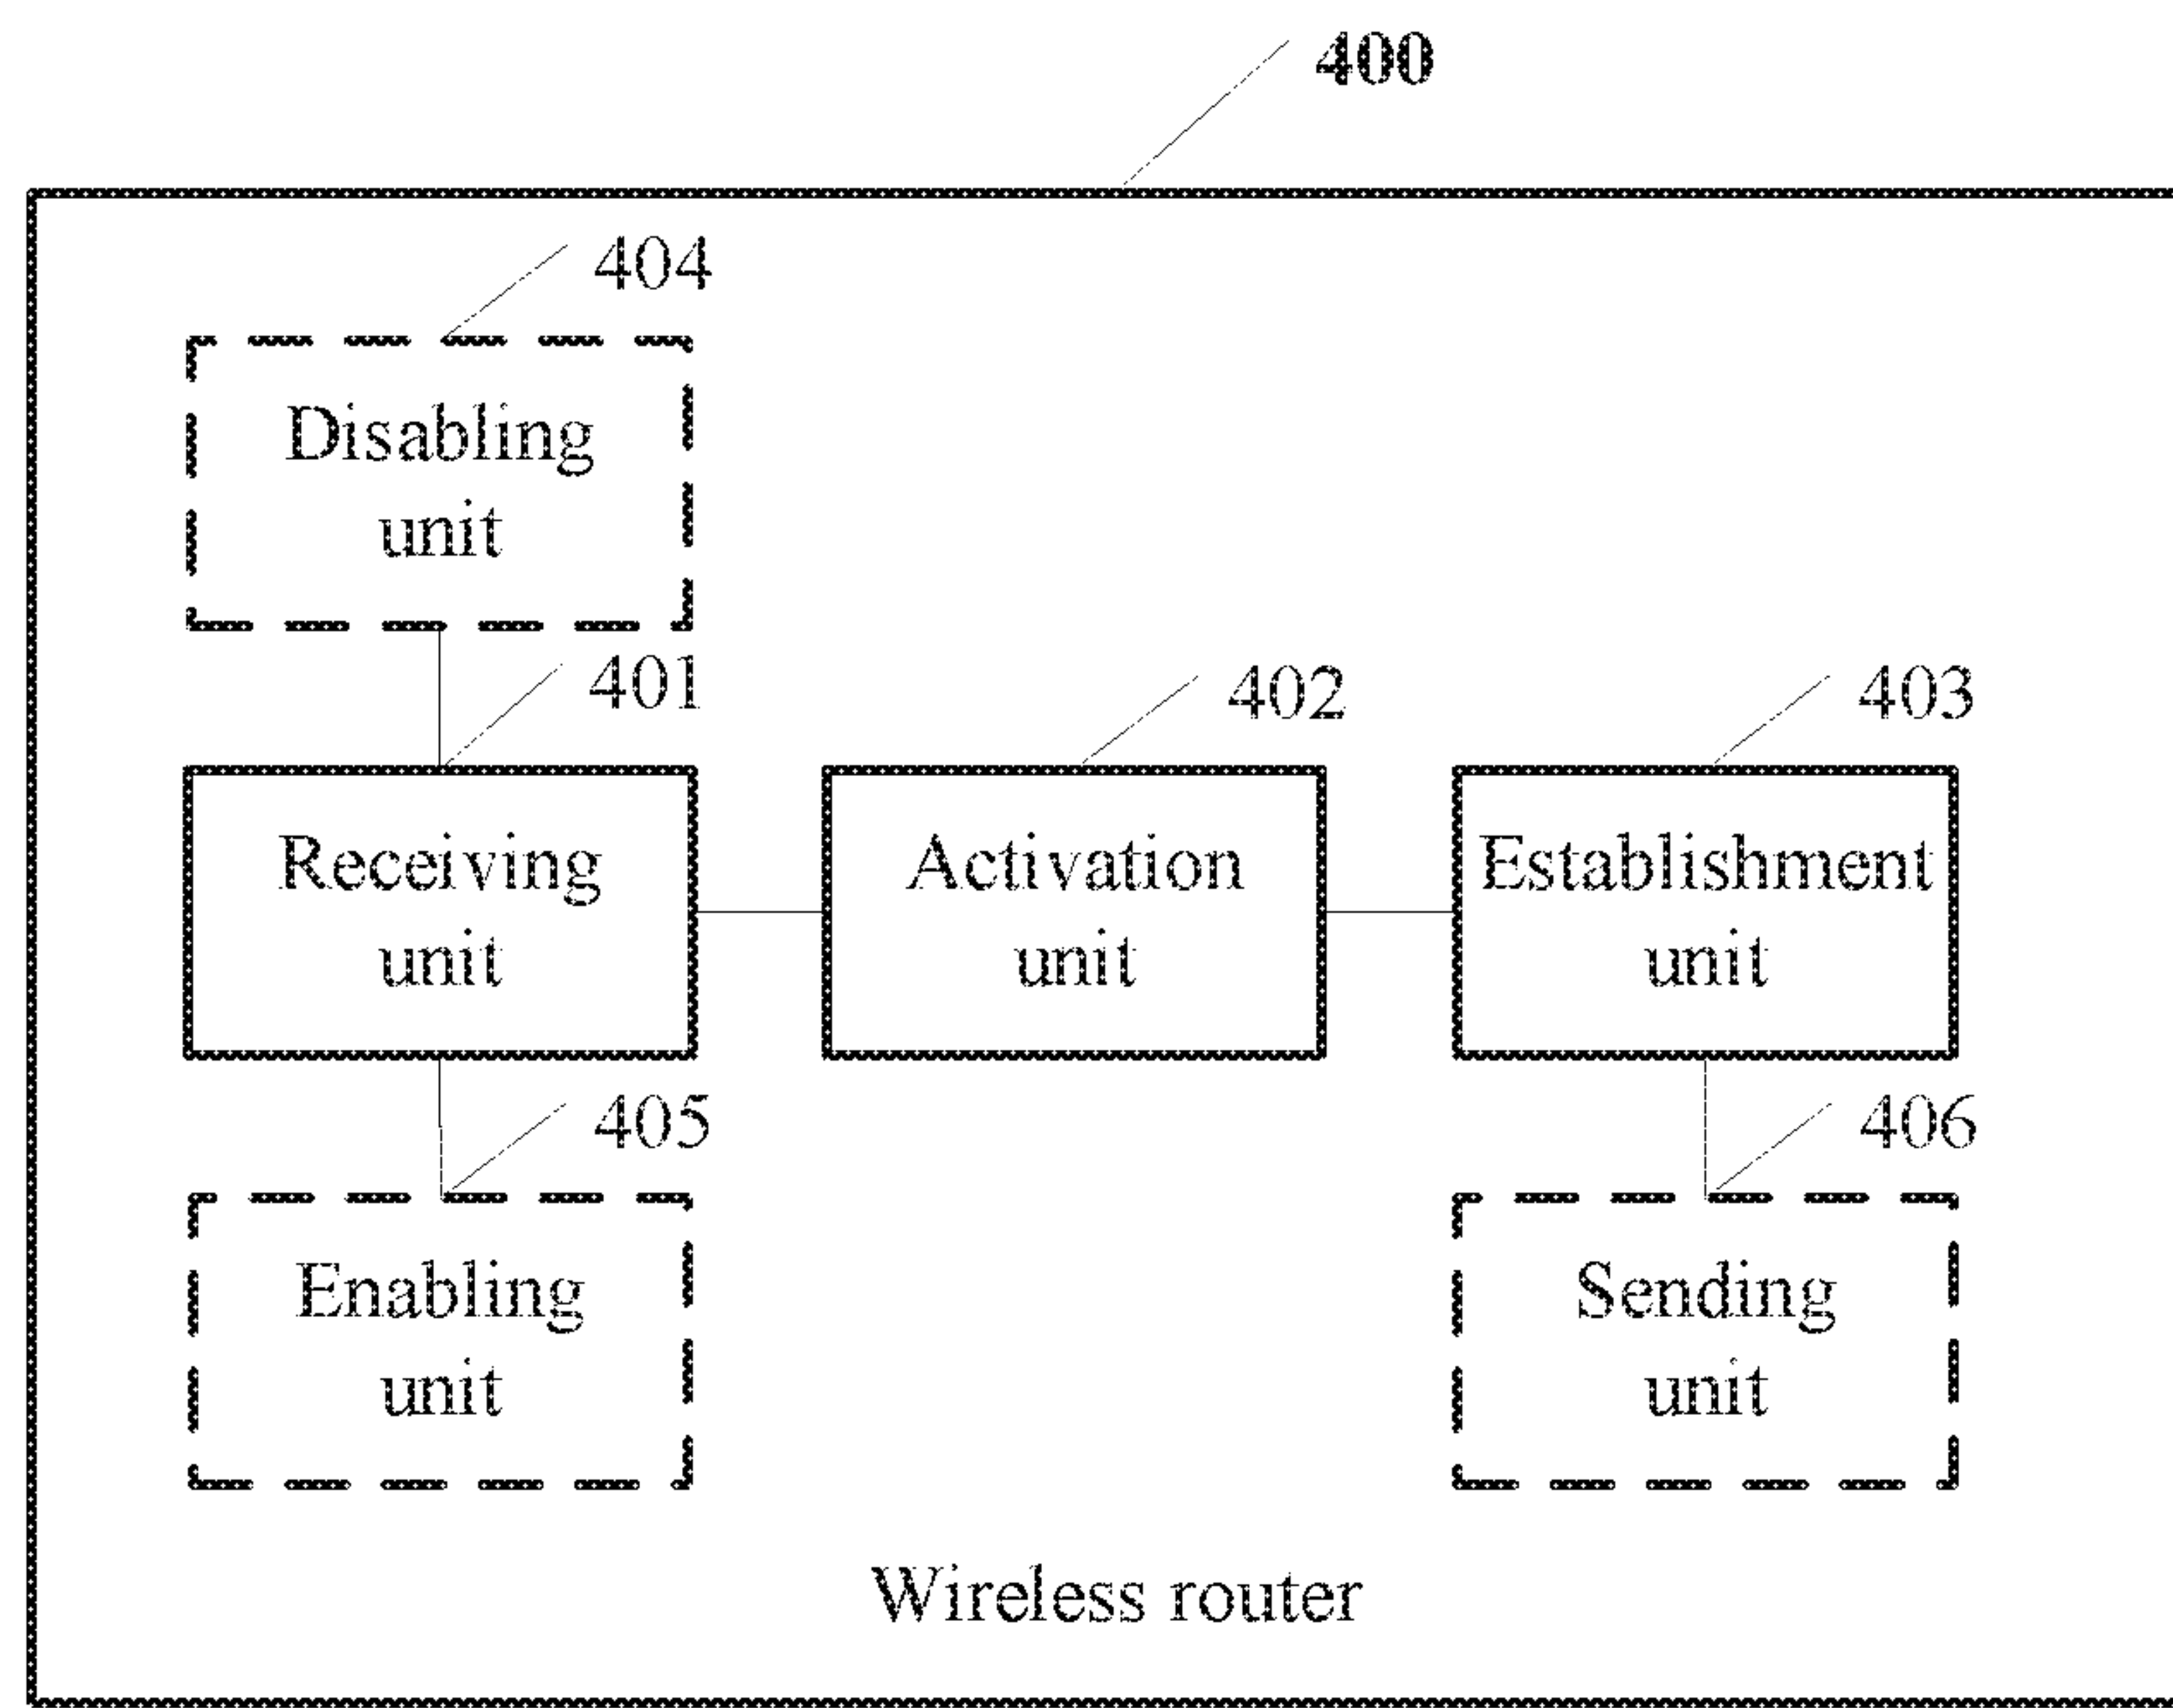 400
404
Disabling
unit
401
402
403
Receiving
unit
Activation
unit
Establishment
unit
405
406
Enabling
unit
Sending
unit
Wireless router